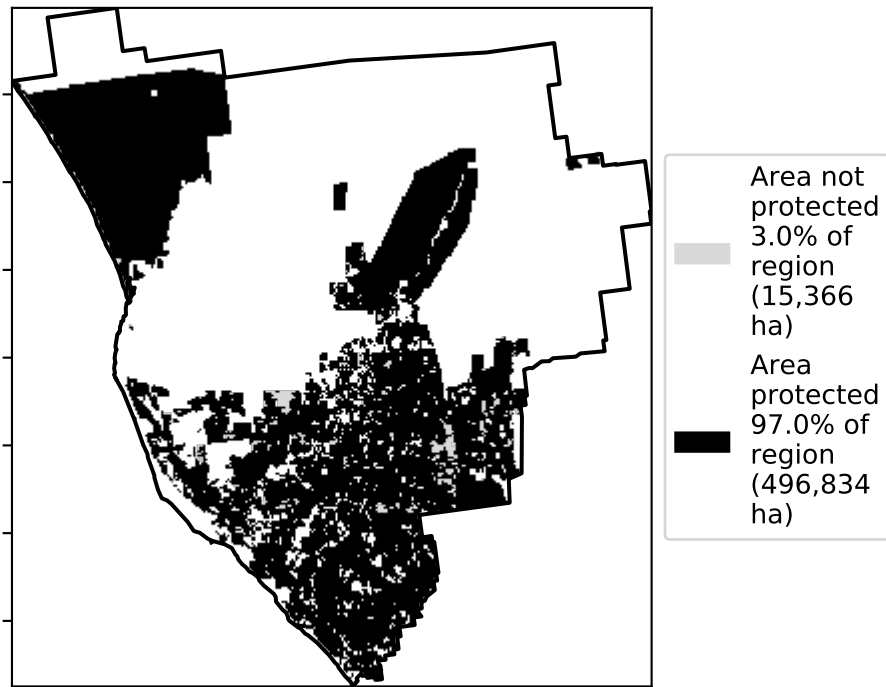 Area not
protected
3.0% of
region
(15,366
ha)
Area
protected
97.0% of
region
(496,834
ha)